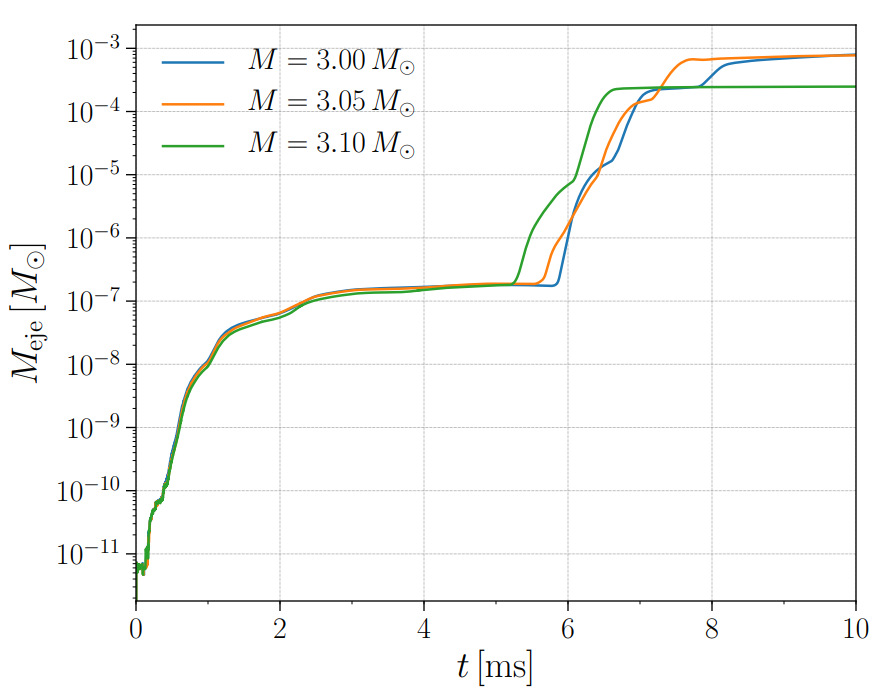 M = 3.00 M⊙
M = 3.05 M⊙
M = 3.10 M⊙
10⁻³
10⁻⁴
10⁻⁵
10⁻⁶
10⁻⁷
10⁻⁸
10⁻⁹
10⁻¹⁰
10⁻¹¹
M_eje [M⊙]
0 2 4 6 8 10
t [ms]